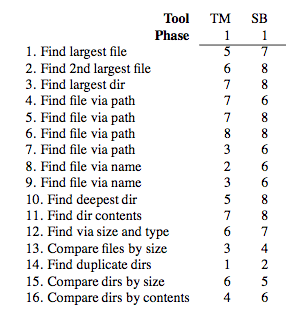 Tool TM SB
Phase 1 1
1. Find largest file 5 7
2. Find 2nd largest file 6 8
3. Find largest dir 7 8
4. Find file via path 7 6
5. Find file via path 7 8
6. Find file via path 8 8
7. Find file via path 3 6
8. Find file via name 2 6
9. Find file via name 3 6
10. Find deepest dir 5 8
11. Find dir contents 7 8
12. Find via size and type 6 7
13. Compare files by size 3 4
14. Find duplicate dirs 1 2
15. Compare dirs by size 6 5
16. Compare dirs by contents 4 6